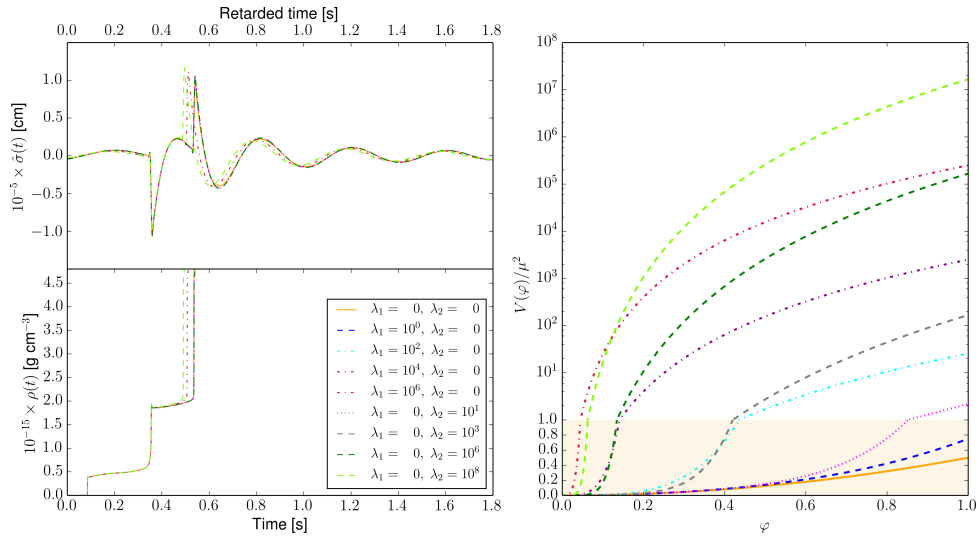 Retarded time [s]
0.0 0.2 0.4 0.6 0.8 1.0 1.2 1.4 1.6 1.8
10⁻⁵ × σ̂(t) [cm]
1.0
0.5
0.0
−0.5
−1.0
10⁻¹⁵ × ρ(t) [g cm⁻³]
4.5
4.0
3.5
3.0
2.5
2.0
1.5
1.0
0.5
0.0
λ₁ = 0, λ₂ = 0
λ₁ = 10⁰, λ₂ = 0
λ₁ = 10², λ₂ = 0
λ₁ = 10⁴, λ₂ = 0
λ₁ = 10⁶, λ₂ = 0
λ₁ = 0, λ₂ = 10¹
λ₁ = 0, λ₂ = 10³
λ₁ = 0, λ₂ = 10⁶
λ₁ = 0, λ₂ = 10⁸
0.0 0.2 0.4 0.6 0.8 1.0 1.2 1.4 1.6 1.8
Time [s]
V(φ)/μ²
10⁸
10⁷
10⁶
10⁵
10⁴
10³
10²
10¹
1.0
0.8
0.6
0.4
0.2
0.0
0.0 0.2 0.4 0.6 0.8 1.0
φ